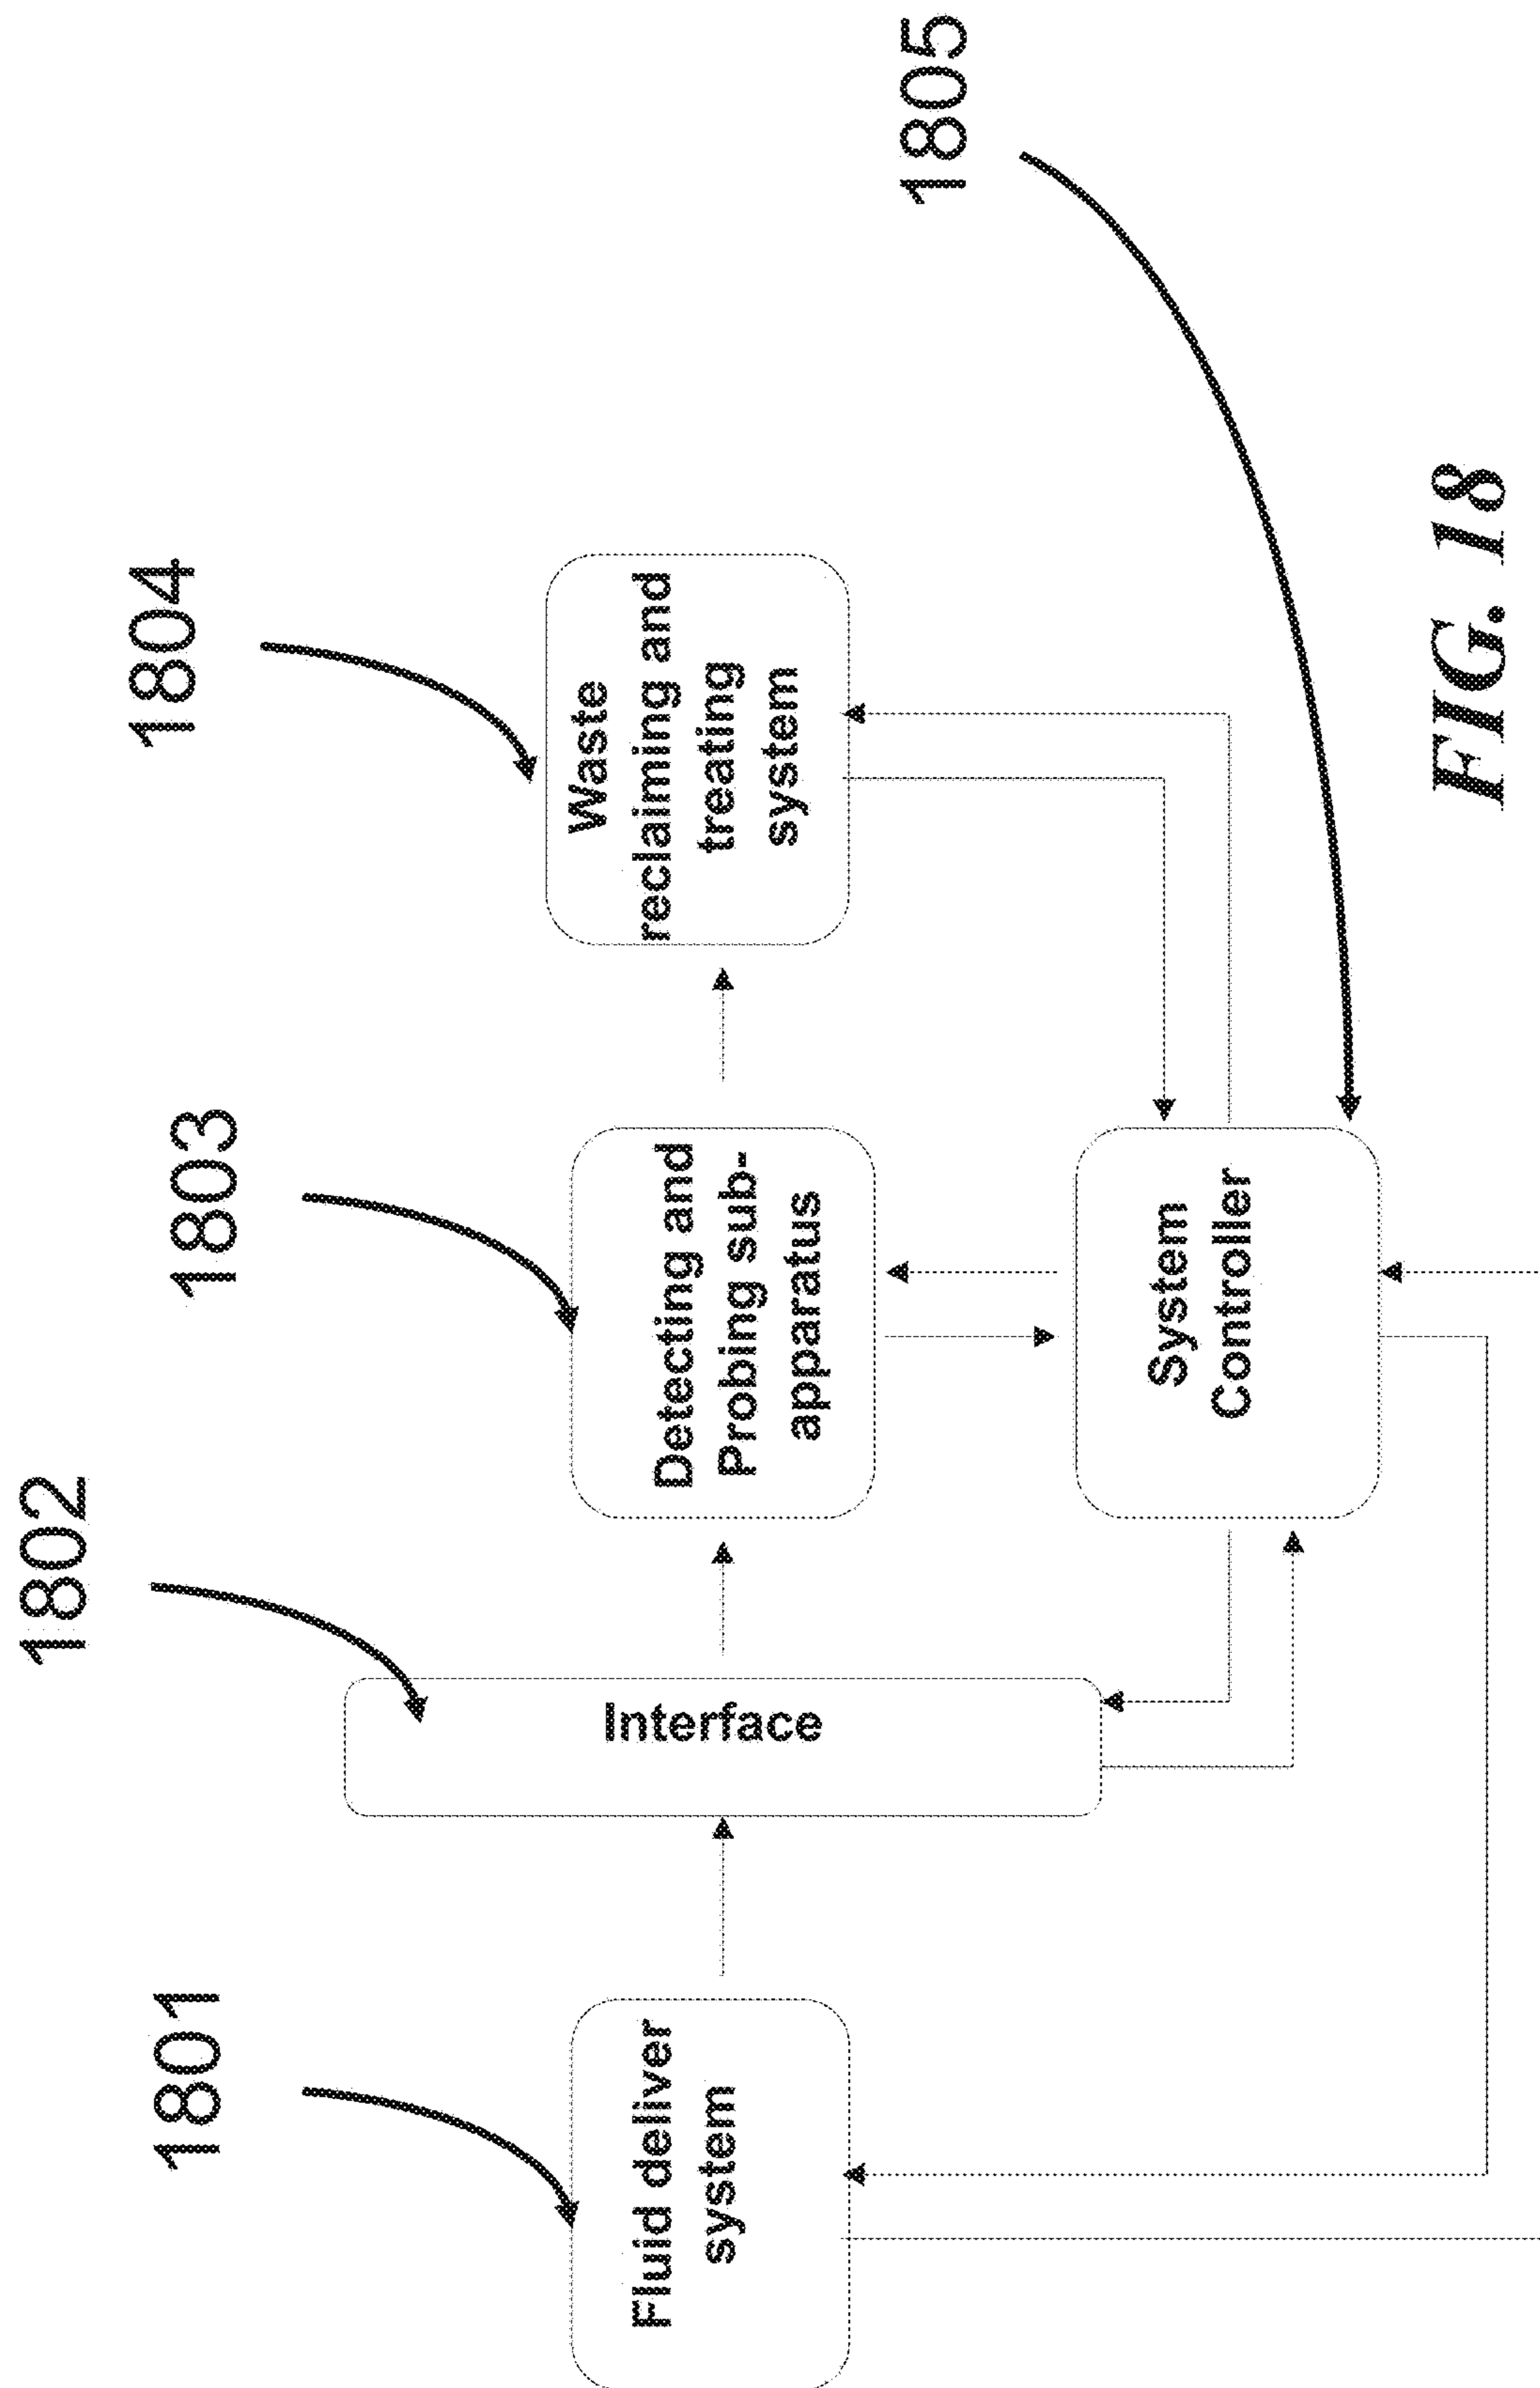 1801
1802
1803
1804
1805
Fluid deliver
system
Interface
Detecting and
Probing sub-
apparatus
Waste
reclaiming and
treating
system
System
Controller
FIG. 18